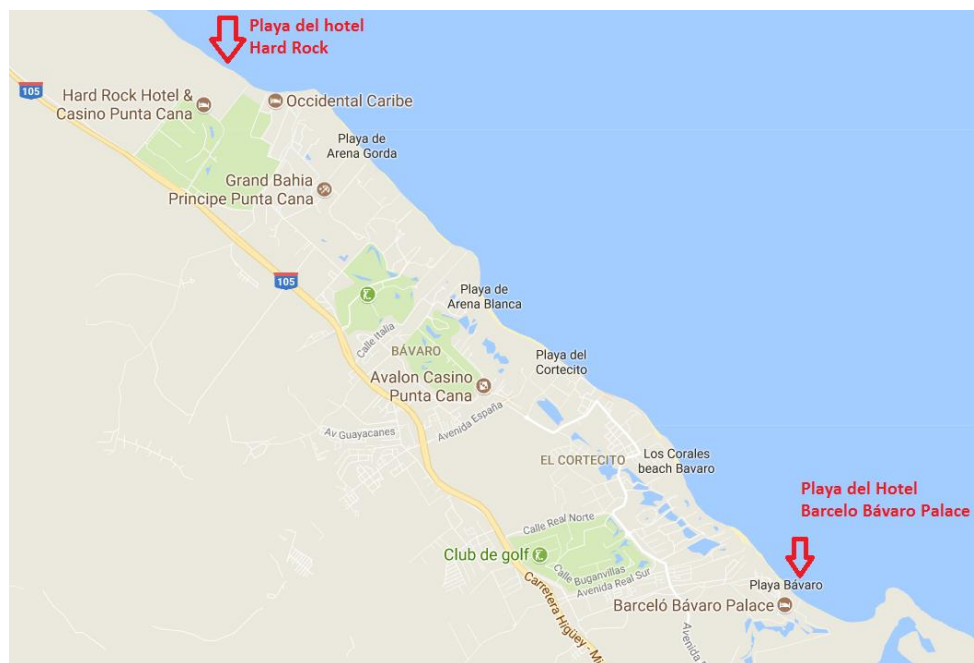 Playa del hotel
Hard Rock
105
Hard Rock Hotel &
Casino Punta Cana
Occidental Caribe
Playa de
Arena Gorda
Grand Bahia
Principe Punta Cana
105
Playa de
Arena Blanca
Calle Italia
BÁVARO
Playa del
Cortecito
Avalon Casino
Punta Cana
Avenida España
Av Guayacanes
EL CORTECITO
Los Corales
beach Bavaro
Playa del Hotel
Barcelo Bávaro Palace
Calle Real Norte
Club de golf
Calle Buganvillas
Avenida Real Sur
Playa Bávaro
Barceló Bávaro Palace
Carretera Higüey - Mi
Avenida